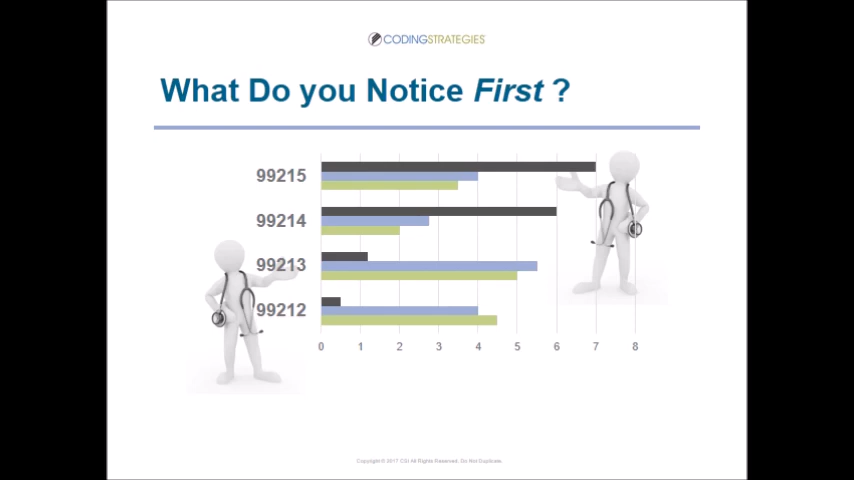 CODINGSTRATEGIES
What Do you Notice First ?
99215
99214
99213
99212
0 1 2 3 4 5 6 7 8
Copyright © 2017 CSI All Rights Reserved. Do Not Duplicate.